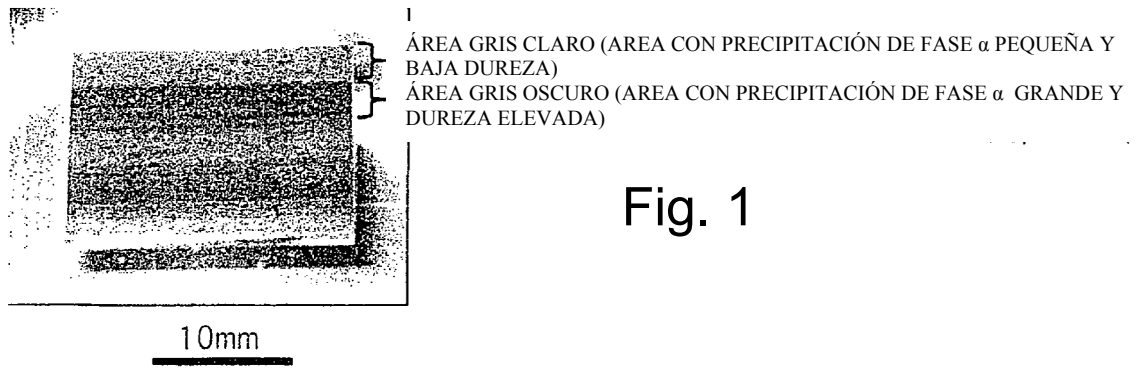 ÁREA GRIS CLARO (AREA CON PRECIPITACIÓN DE FASE α PEQUEÑA Y
BAJA DUREZA)
ÁREA GRIS OSCURO (AREA CON PRECIPITACIÓN DE FASE α GRANDE Y
DUREZA ELEVADA)
Fig. 1
10mm